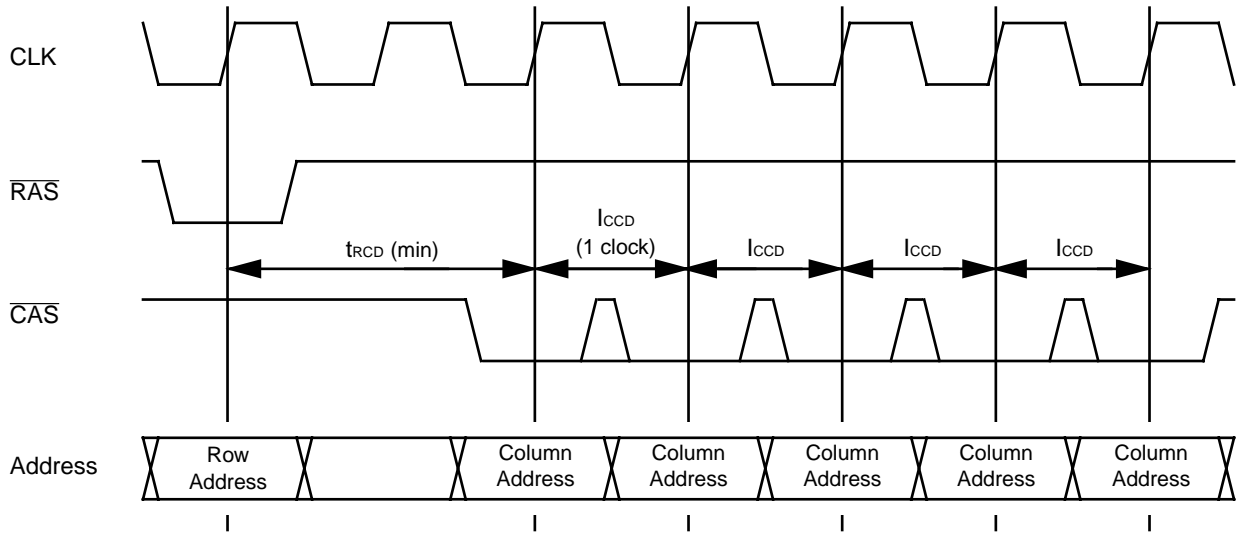 CLK
RAS
tRCD (min)
ICCD
(1 clock)
ICCD
ICCD
ICCD
CAS
Address
Row
Address
Column
Address
Column
Address
Column
Address
Column
Address
Column
Address